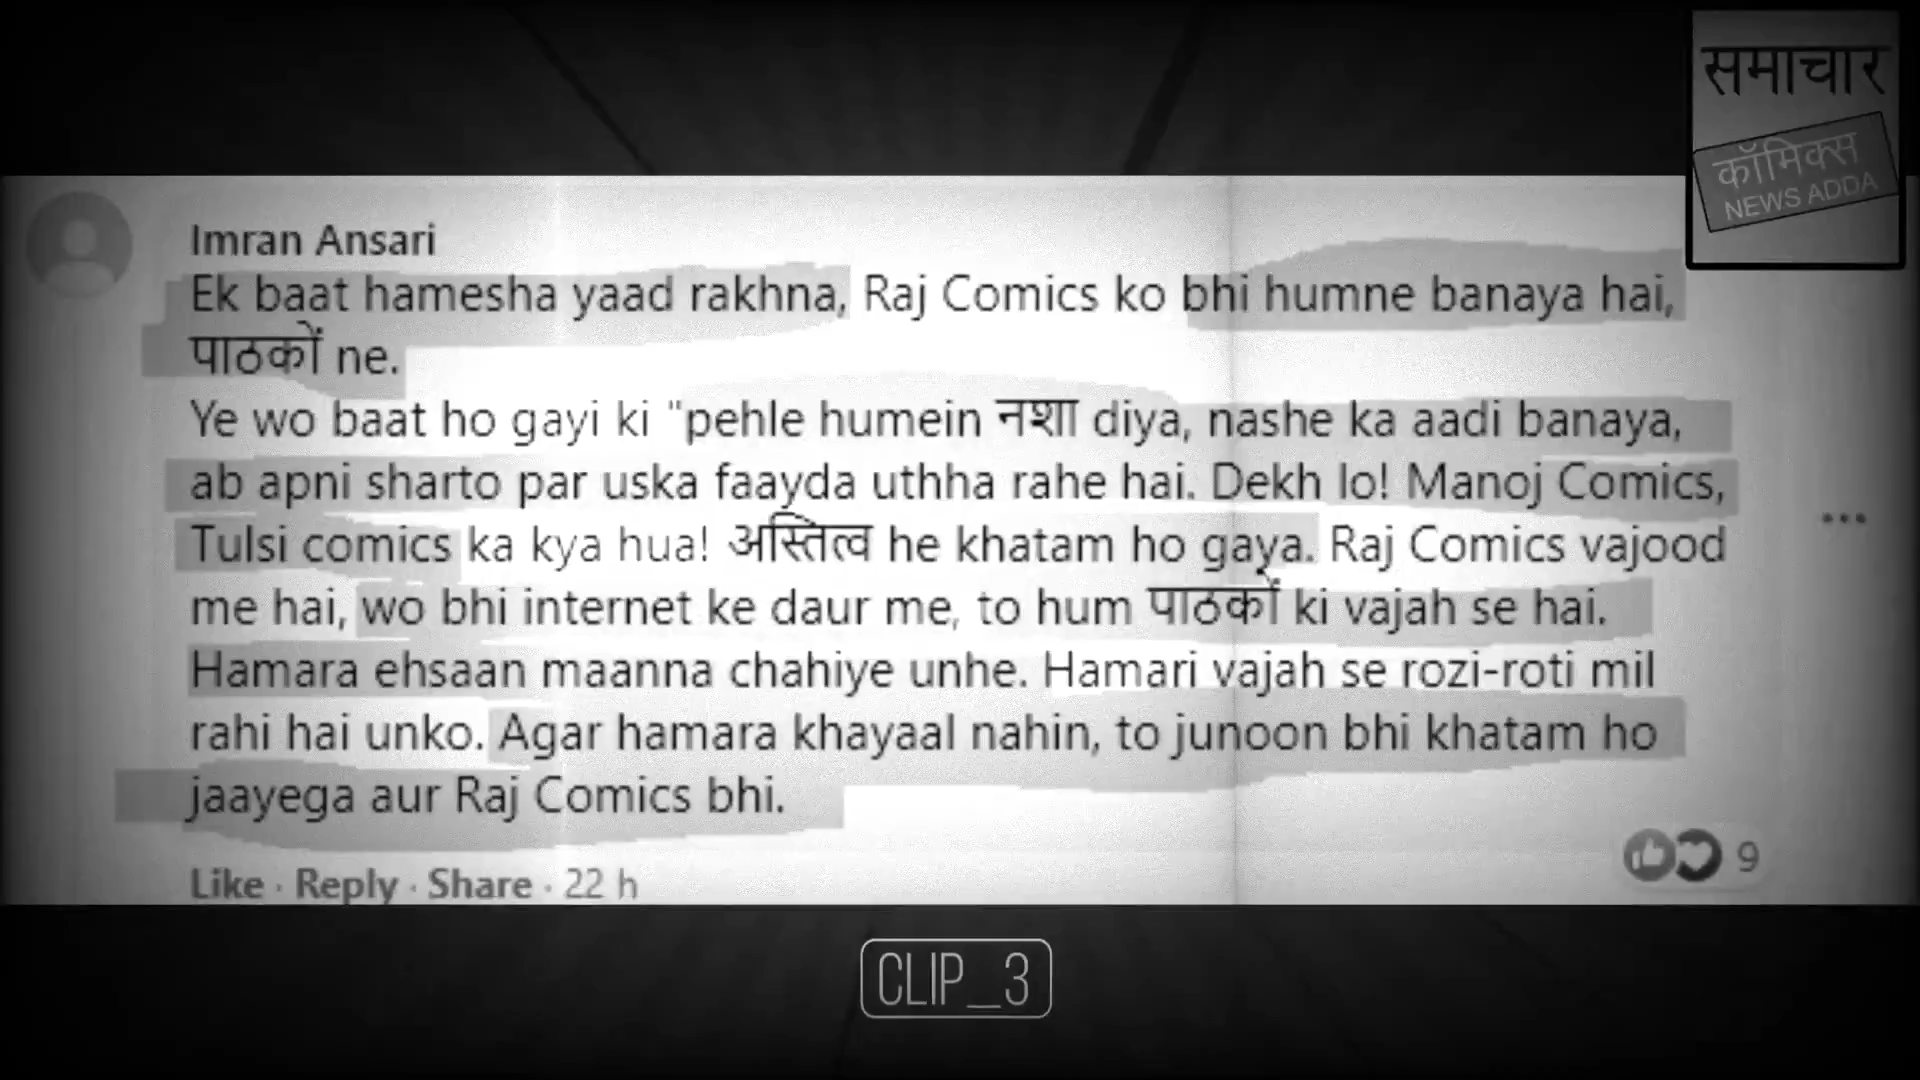 समाचार
कॉमिक्स
NEWS ADDA
Imran Ansari
Ek baat hamesha yaad rakhna, Raj Comics ko bhi humne banaya hai,
पाठकों ne.
Ye wo baat ho gayi ki "pehle humein नशा diya, nashe ka aadi banaya,
ab apni sharto par uska faayda uthha rahe hai. Dekh lo! Manoj Comics,
Tulsi comics ka kya hua! अस्तित्व he khatam ho gaya. Raj Comics vajood
me hai, wo bhi internet ke daur me, to hum पाठकों ki vajah se hai.
Hamara ehsaan maanna chahiye unhe. Hamari vajah se rozi-roti mil
rahi hai unko. Agar hamara khayaal nahin, to junoon bhi khatam ho
jaayega aur Raj Comics bhi.
Like · Reply · Share · 22 h
9
CLIP_3